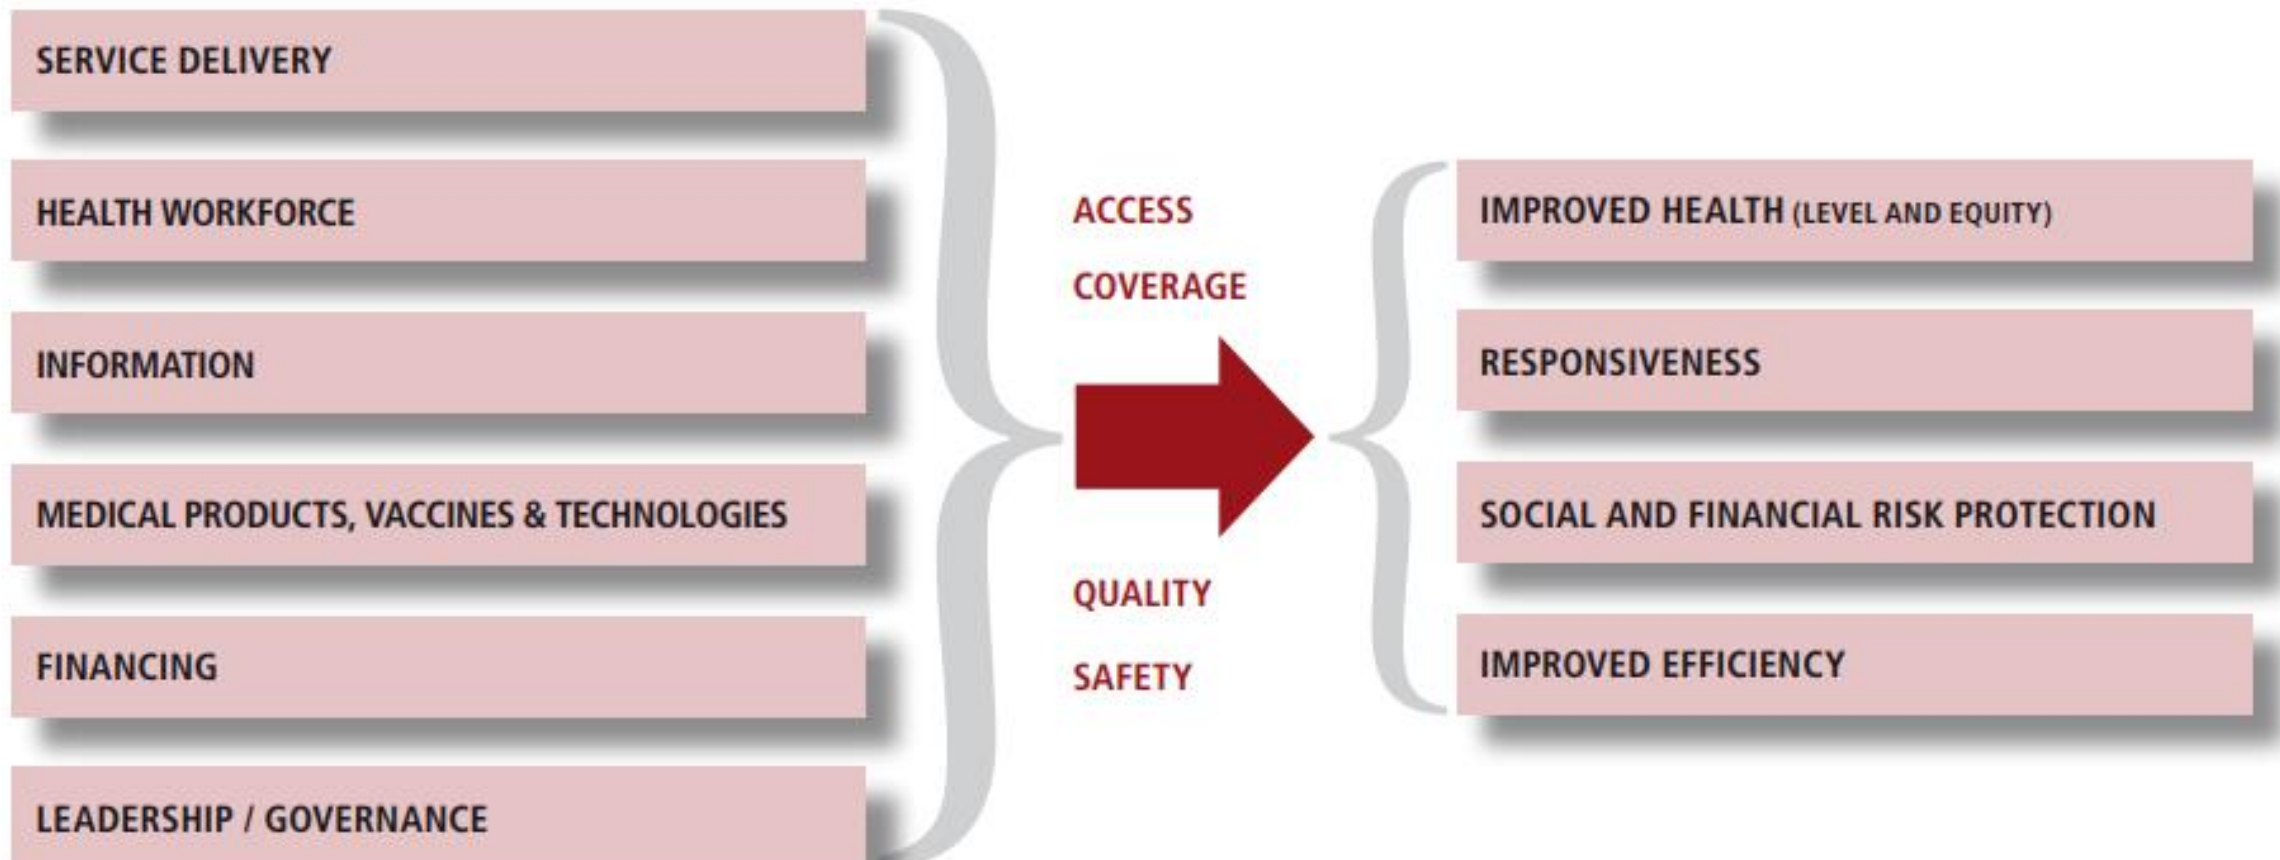 SERVICE DELIVERY
HEALTH WORKFORCE
INFORMATION
MEDICAL PRODUCTS, VACCINES & TECHNOLOGIES
FINANCING
LEADERSHIP / GOVERNANCE
ACCESS
COVERAGE
QUALITY
SAFETY
IMPROVED HEALTH (LEVEL AND EQUITY)
RESPONSIVENESS
SOCIAL AND FINANCIAL RISK PROTECTION
IMPROVED EFFICIENCY